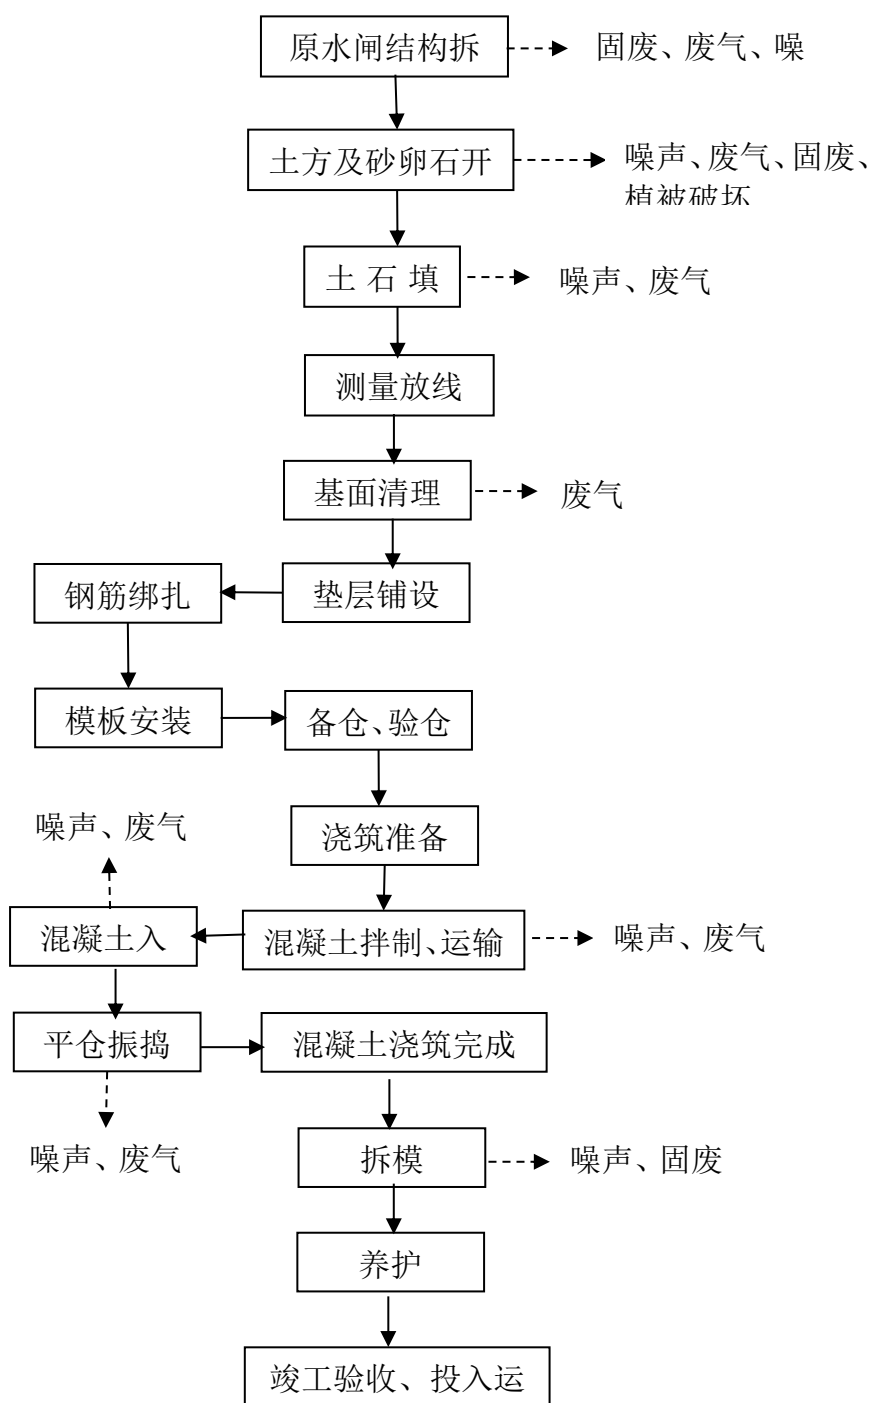 原水闸结构拆
固废、废气、噪
土方及砂卵石开
噪声、废气、固废、
植被破坏
土 石 填
噪声、废气
测量放线
基面清理
废气
钢筋绑扎
垫层铺设
模板安装
备仓、验仓
噪声、废气
浇筑准备
混凝土入
混凝土拌制、运输
噪声、废气
平仓振捣
混凝土浇筑完成
噪声、废气
拆模
噪声、固废
养护
竣工验收、投入运